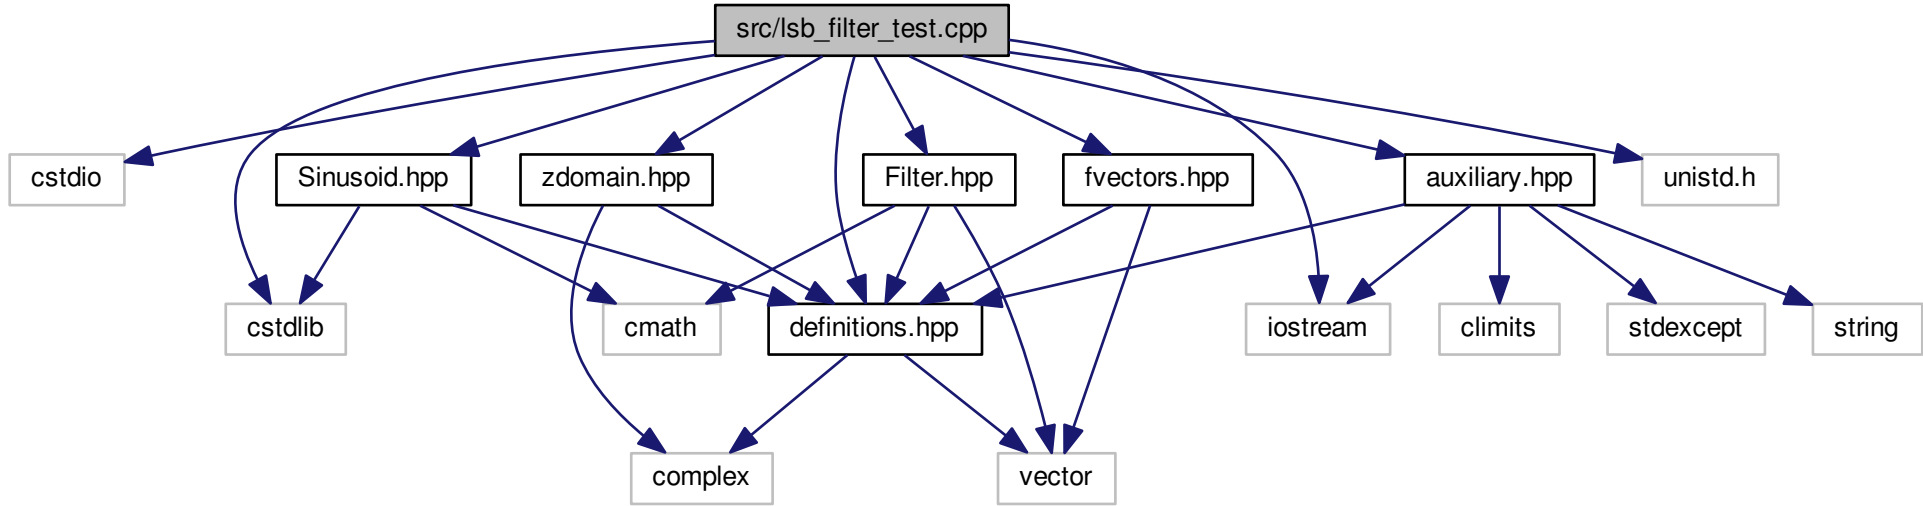 src/lsb_filter_test.cpp
cstdio
Sinusoid.hpp
zdomain.hpp
Filter.hpp
fvectors.hpp
auxiliary.hpp
unistd.h
cstdlib
cmath
definitions.hpp
iostream
climits
stdexcept
string
complex
vector